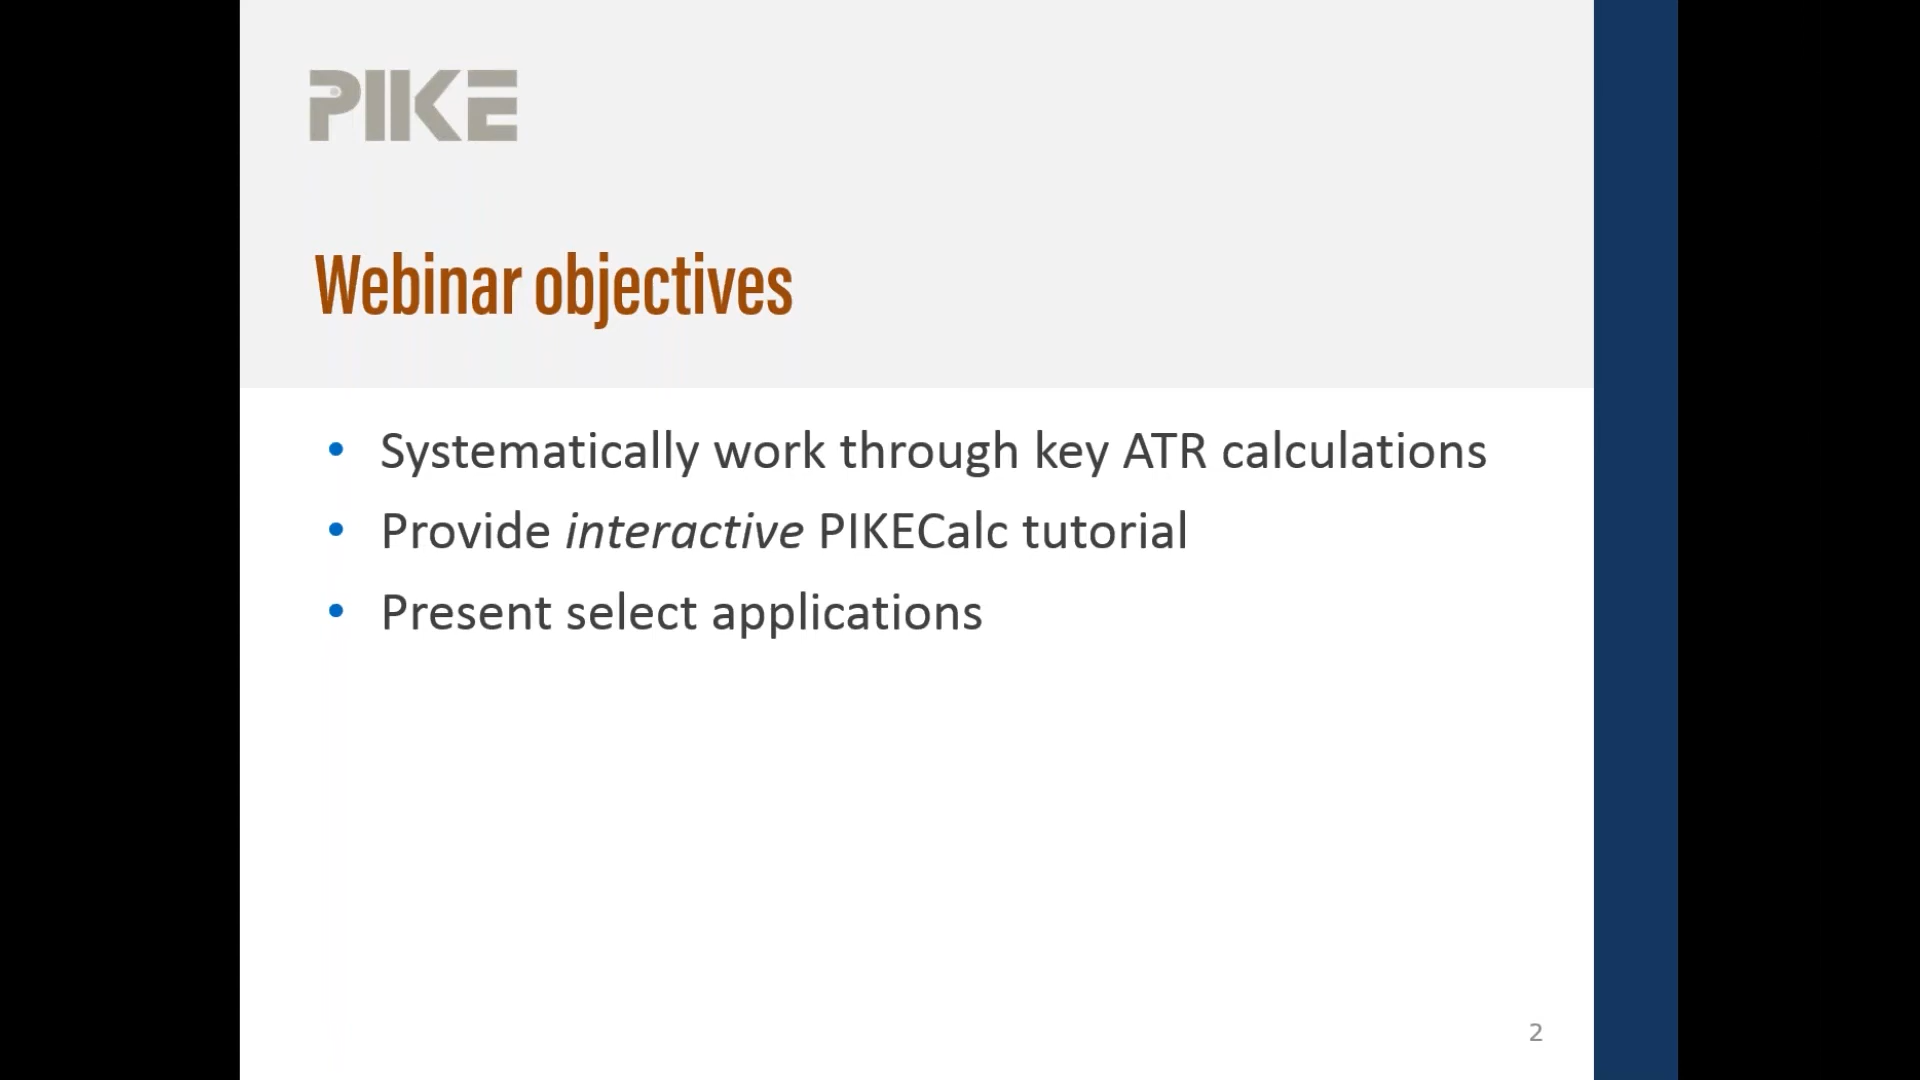 PIKE
Webinar objectives
• Systematically work through key ATR calculations
• Provide interactive PIKECalc tutorial
• Present select applications
2